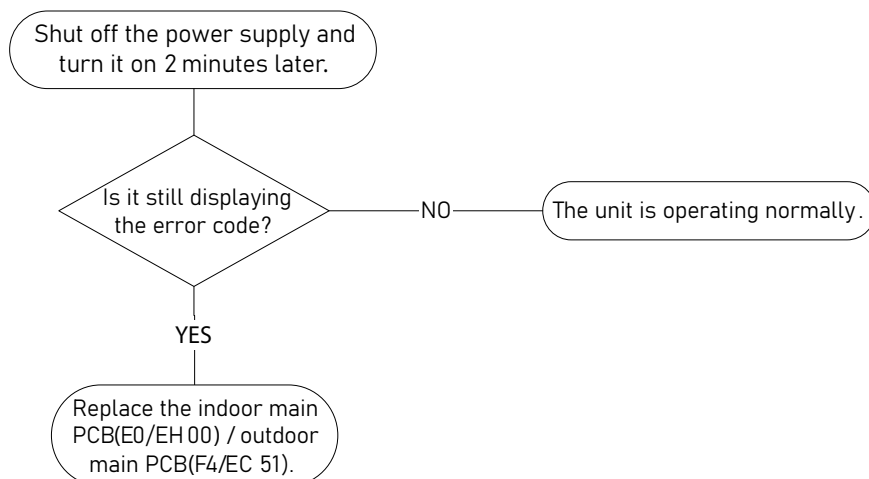 Shut off the power supply and
turn it on 2 minutes later.
Is it still displaying
the error code?
NO
The unit is operating normally.
YES
Replace the indoor main
PCB(E0/EH 00) / outdoor
main PCB(F4/EC 51).